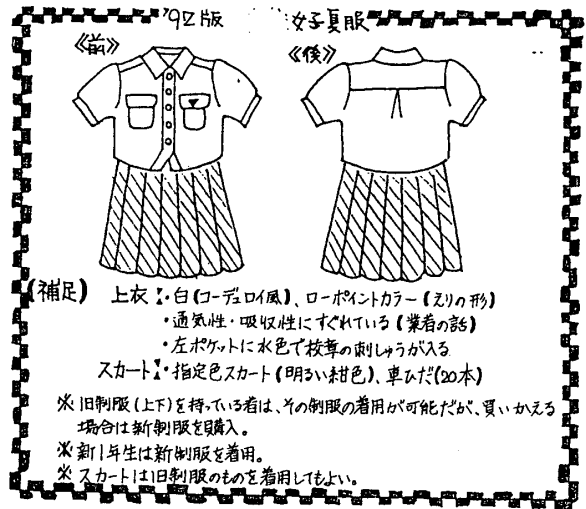 '92版 女子夏服
《前》 《後》
(補足) 上衣:・白(コーデュロイ風)、ローポイントカラー(えりの形)
・通気性・吸収性にすぐれている(業者の話)
・左ポケットに水色で校章の刺しゅうが入る
スカート:・指定色スカート(明るい紺色)、車ひだ(20本)
※旧制服(上下)を持っている者は、その制服の着用が可能だが、買いかえる
場合は新制服を購入。
※新1年生は新制服を着用。
※スカートは旧制服のものを着用してもよい。